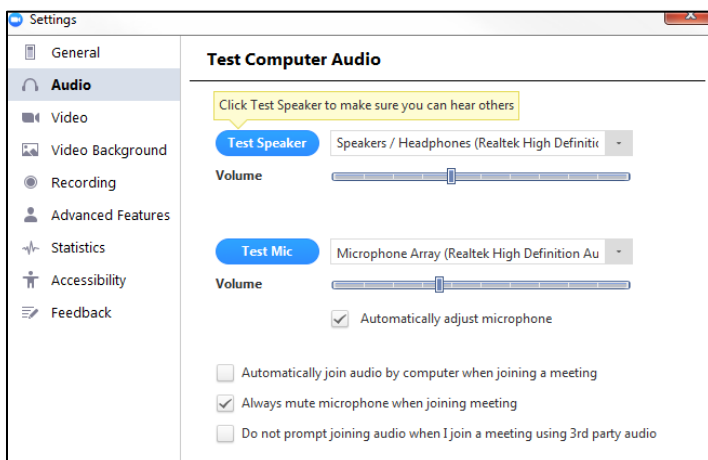 Settings
General
Audio
Video
Video Background
Recording
Advanced Features
Statistics
Accessibility
Feedback
Test Computer Audio
Click Test Speaker to make sure you can hear others
Test Speaker
Speakers / Headphones (Realtek High Definitic
Volume
Test Mic
Microphone Array (Realtek High Definition Au
Volume
Automatically adjust microphone
Automatically join audio by computer when joining a meeting
Always mute microphone when joining meeting
Do not prompt joining audio when I join a meeting using 3rd party audio